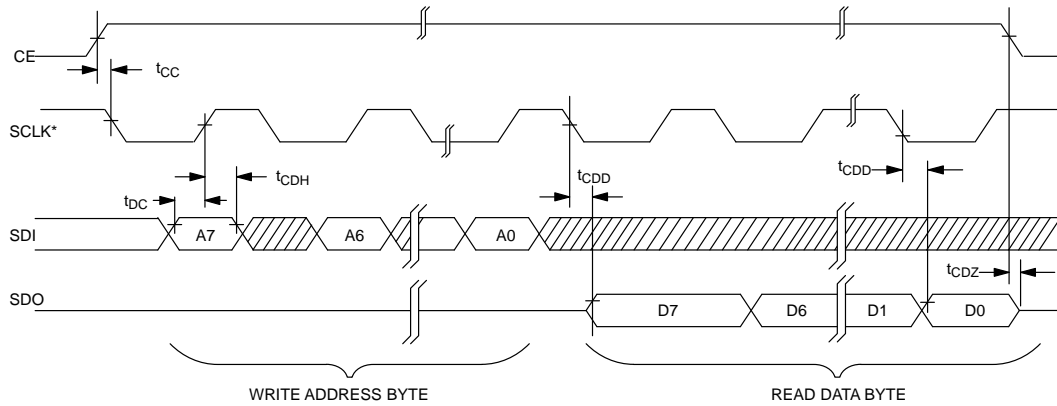 CE
tCC
SCLK*
tCDH
tCDD
tCDD
tDC
SDI
A7
A6
A0
tCDZ
SDO
D7
D6
D1
D0
WRITE ADDRESS BYTE
READ DATA BYTE